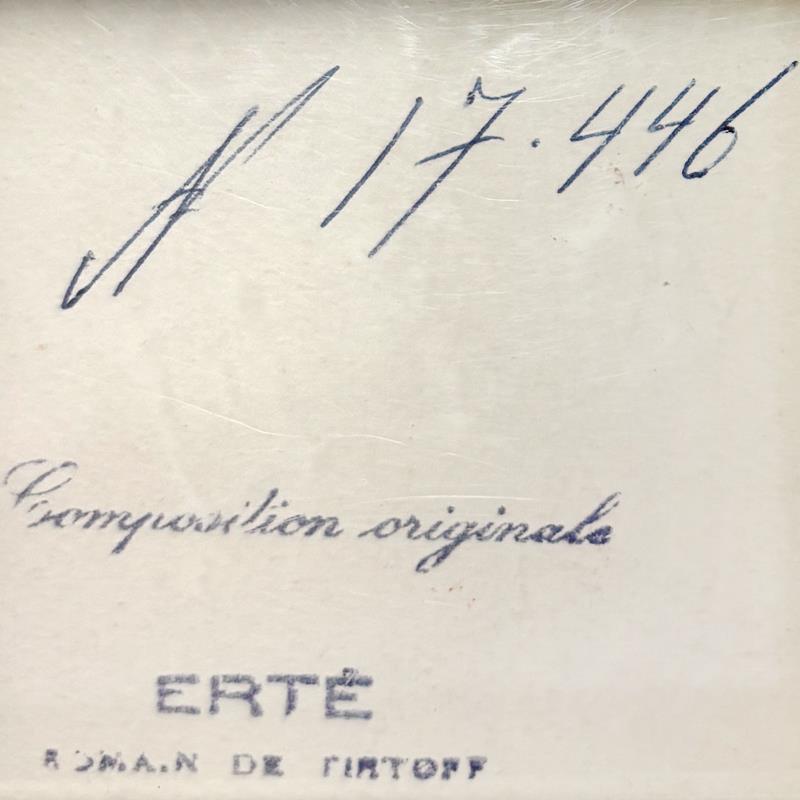 N 17.446
Composition originale
ERTÉ
ROMAIN DE TIRTOFF